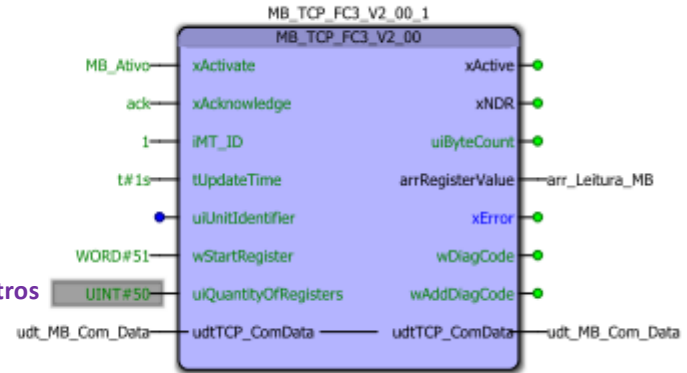 MB_TCP_FC3_V2_00_1
MB_TCP_FC3_V2_00
MB_Ativo xActivate xActive
ack xAcknowledge xNDR
1 iMT_ID uiByteCount
t#1s tUpdateTime arrRegisterValue arr_Leitura_MB
uiUnitIdentifier xError
WORD#51 wStartRegister wDiagCode
tros UINT#50 uiQuantityOfRegisters wAddDiagCode
udt_MB_Com_Data udtTCP_ComData udtTCP_ComData udt_MB_Com_Data